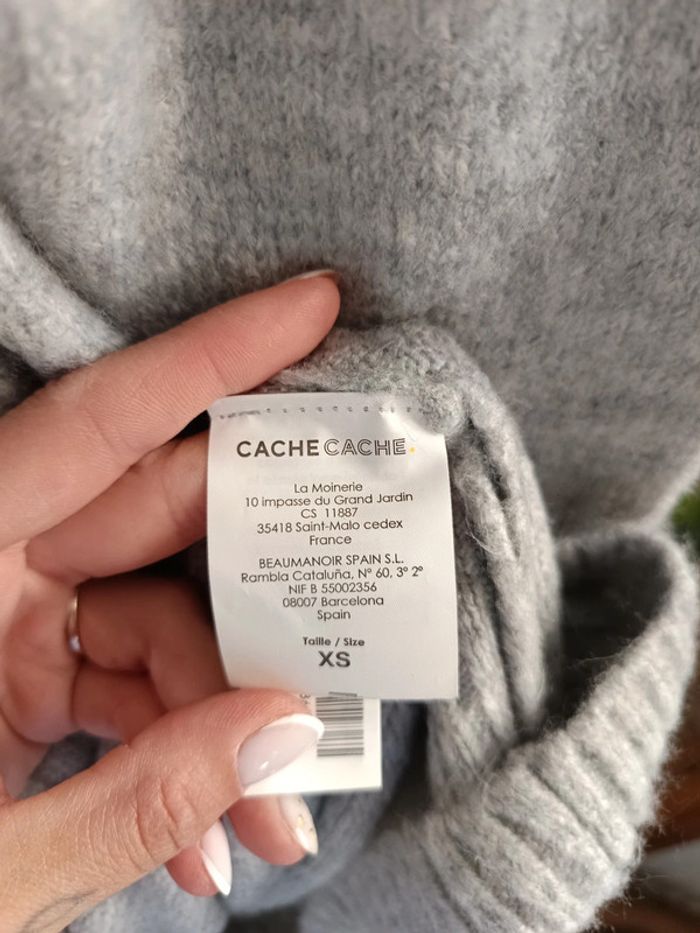 CACHE CACHE
La Moinerie
10 impasse du Grand Jardin
CS 11887
35418 Saint-Malo cedex
France
BEAUMANOIR SPAIN S.L.
Rambla Cataluña, Nº 60, 3º 2º
NIF B 55002356
08007 Barcelona
Spain
Taille / Size
XS